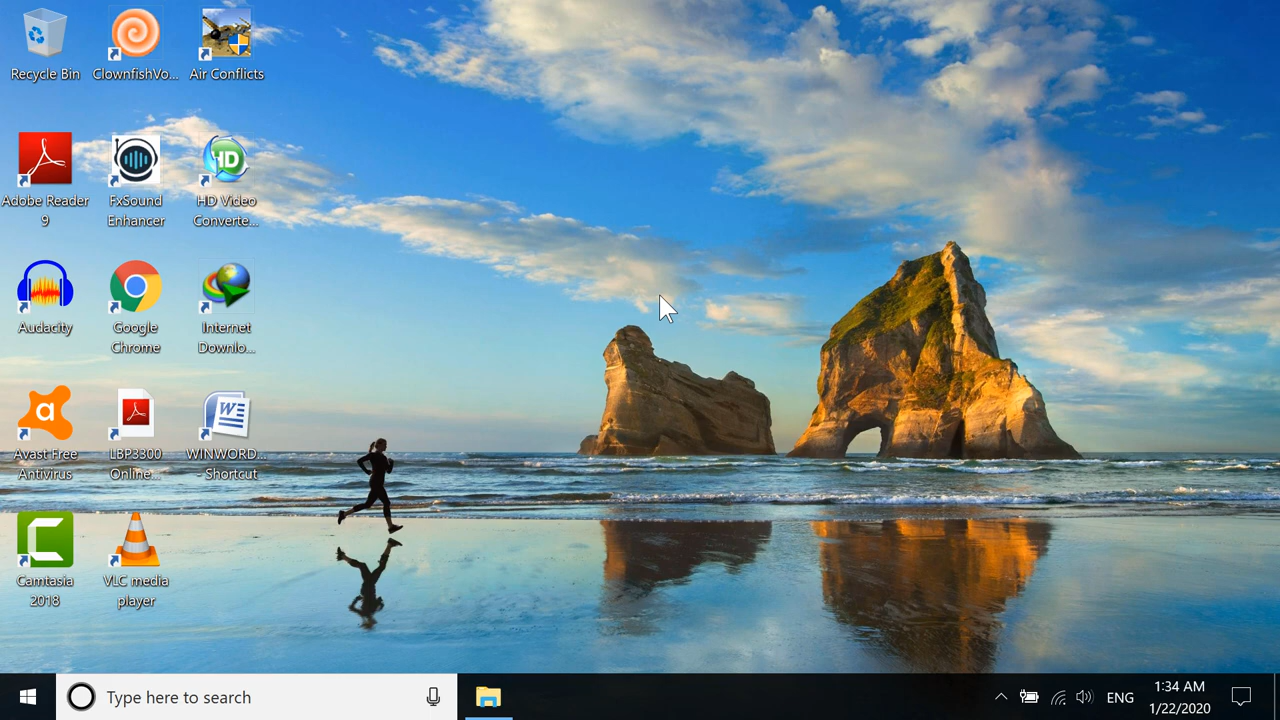 Recycle Bin
ClownfishVo...
Air Conflicts
Adobe Reader
9
FxSound
Enhancer
HD
HD Video
Converte...
Audacity
Google
Chrome
Internet
Downlo...
a
Avast Free
Antivirus
LBP3300
Online...
W
WINWORD...
- Shortcut
C
Camtasia
2018
VLC media
player
Type here to search
ENG
1:34 AM
1/22/2020